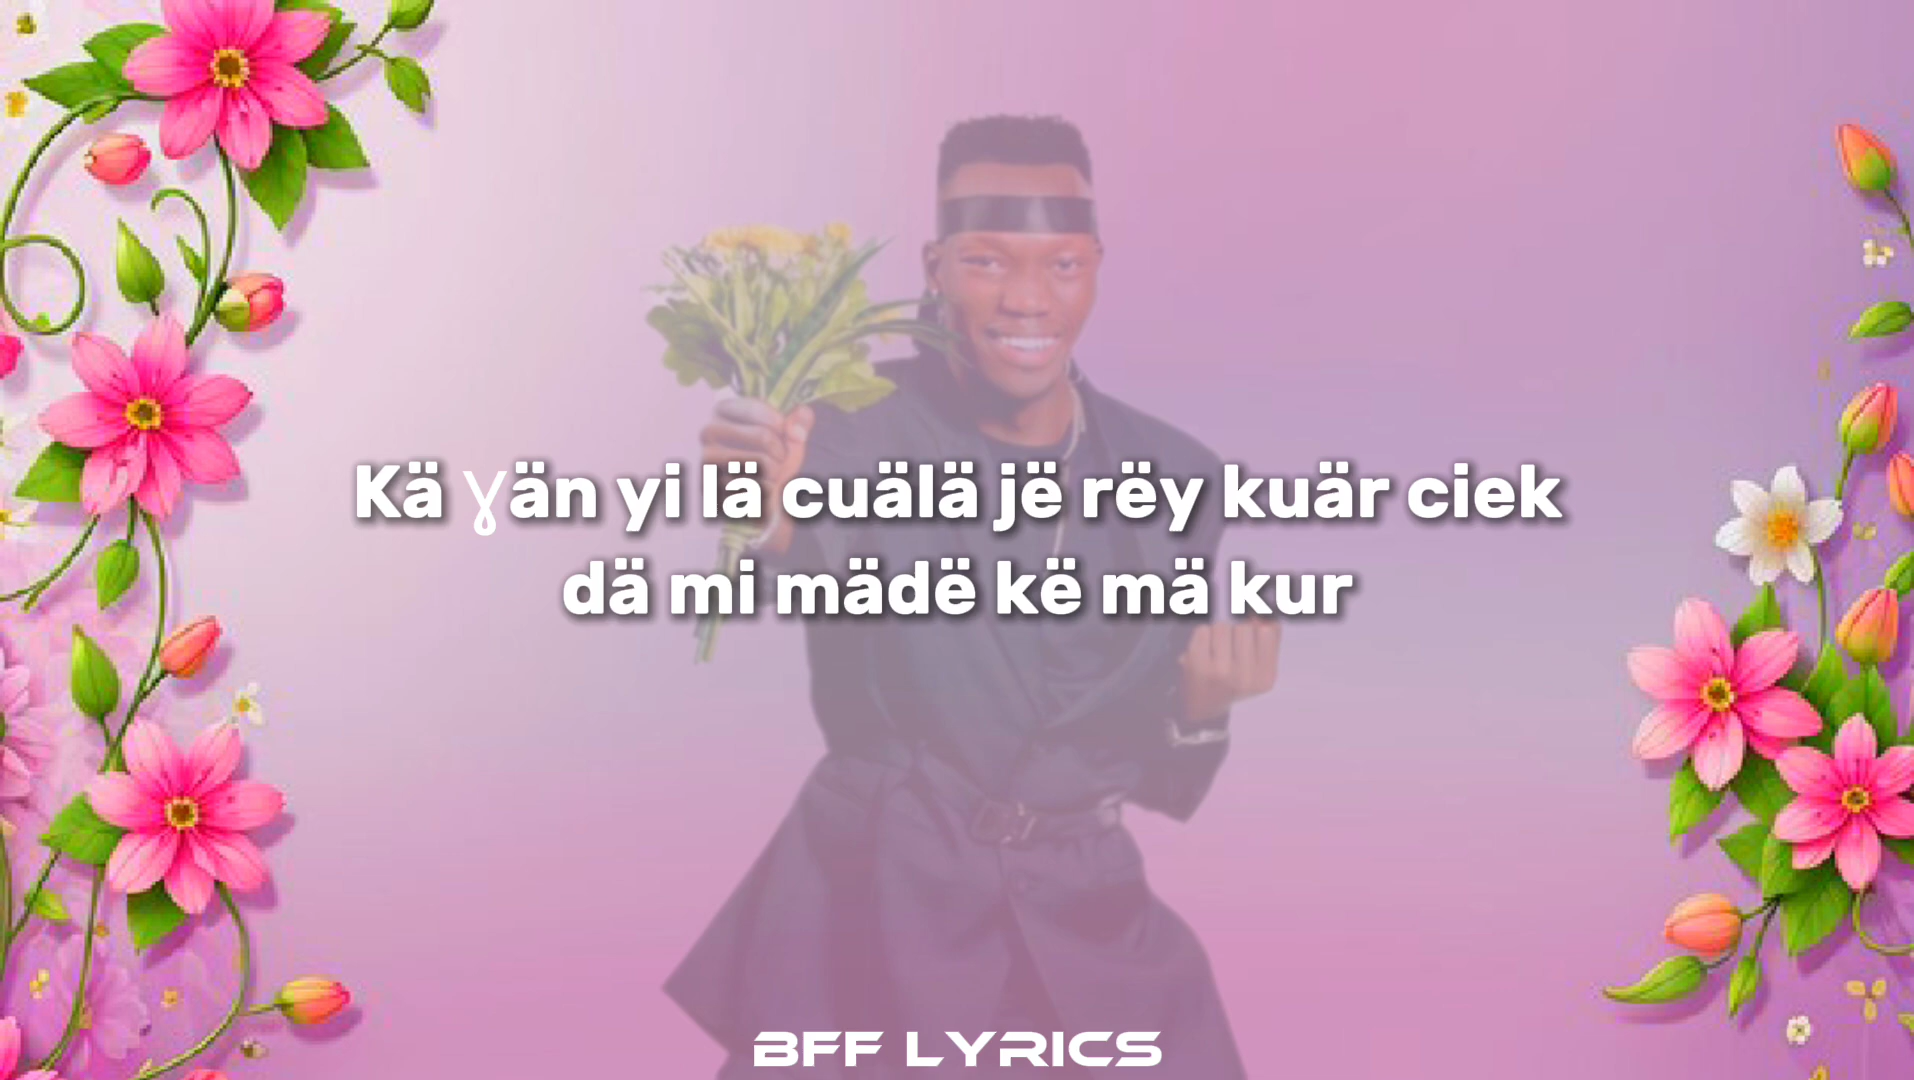 Kä ɣän yi lä cuälä jë rëy kuär ciek
dä mi mädë kë mä kur
BFF LYRICS